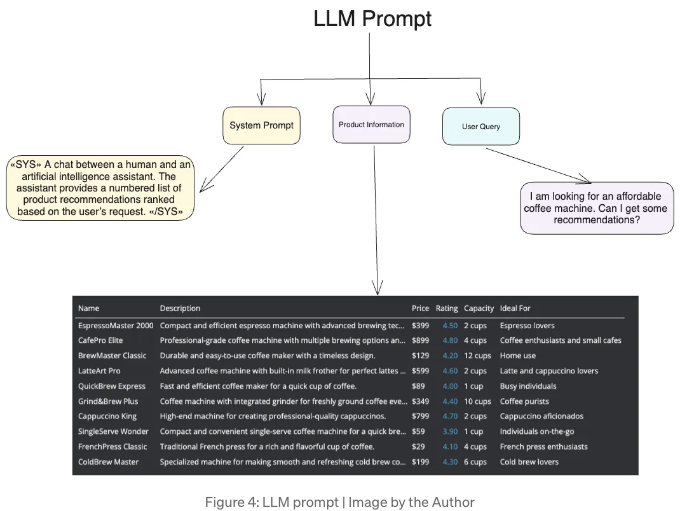 LLM Prompt
System Prompt
Product Information
User Query
«SYS» A chat between a human and an
artificial intelligence assistant. The
assistant provides a numbered list of
product recommendations ranked
based on the user's request. «/SYS»
I am looking for an affordable
coffee machine. Can I get some
recommendations?
Name Description Price Rating Capacity Ideal For
EspressoMaster 2000 Compact and efficient espresso machine with advanced brewing tec... $399 4.50 2 cups Espresso lovers
CafePro Elite Professional-grade coffee machine with multiple brewing options an... $899 4.80 4 cups Coffee enthusiasts and small cafes
BrewMaster Classic Durable and easy-to-use coffee maker with a timeless design. $129 4.20 12 cups Home use
LatteArt Pro Advanced coffee machine with built-in milk frother for perfect lattes ... $599 4.60 2 cups Latte and cappuccino lovers
QuickBrew Express Fast and efficient coffee maker for a quick cup of coffee. $89 4.00 1 cup Busy individuals
Grind&Brew Plus Coffee machine with integrated grinder for freshly ground coffee eve... $349 4.40 10 cups Coffee purists
Cappuccino King High-end machine for creating professional-quality cappuccinos. $799 4.70 2 cups Cappuccino aficionados
SingleServe Wonder Compact and convenient single-serve coffee machine for a quick bre... $59 3.90 1 cup Individuals on-the-go
FrenchPress Classic Traditional French press for a rich and flavorful cup of coffee. $29 4.10 4 cups French press enthusiasts
ColdBrew Master Specialized machine for making smooth and refreshing cold brew co... $199 4.30 6 cups Cold brew lovers
Figure 4: LLM prompt | Image by the Author